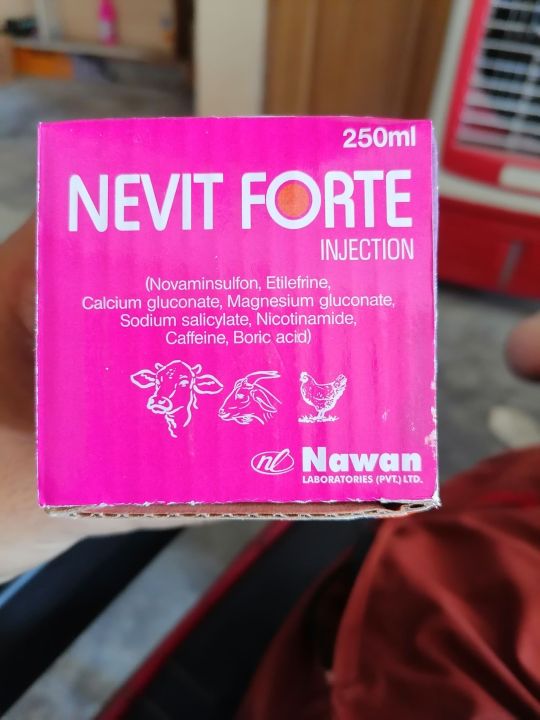 250ml
NEVIT FORTE
INJECTION
(Novaminsulfon, Etilefrine,
Calcium gluconate, Magnesium gluconate,
Sodium salicylate, Nicotinamide,
Caffeine, Boric acid)
nl Nawan
LABORATORIES (PVT.) LTD.